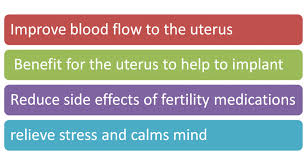 Improve blood flow to the uterus
Benefit for the uterus to help to implant
Reduce side effects of fertility medications
relieve stress and calms mind